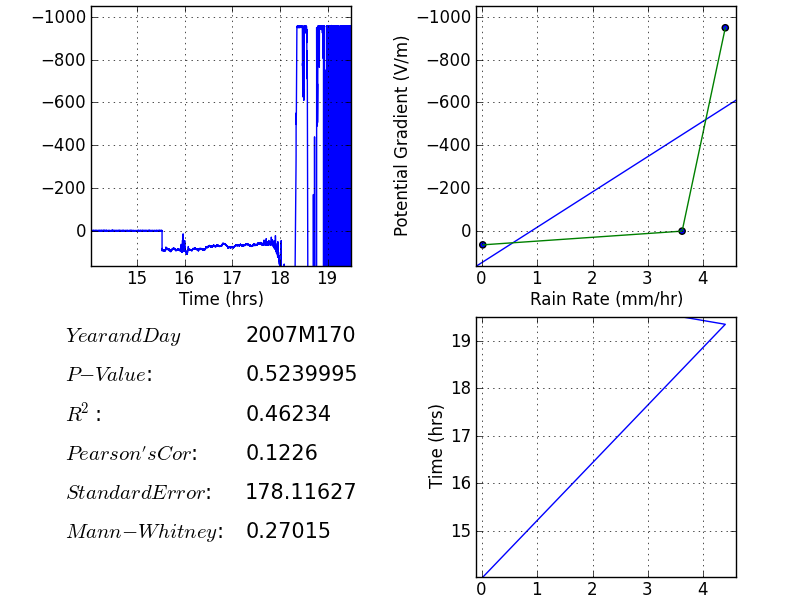 −1000
−800
−600
−400
−200
0
15 16 17 18 19
Time (hrs)
−1000
−800
−600
−400
−200
0
Potential Gradient (V/m)
0 1 2 3 4
Rain Rate (mm/hr)
YearandDay 2007M170
P−Value: 0.5239995
R²: 0.46234
Pearson'sCor: 0.1226
StandardError: 178.11627
Mann−Whitney: 0.27015
19
18
17
16
15
Time (hrs)
0 1 2 3 4